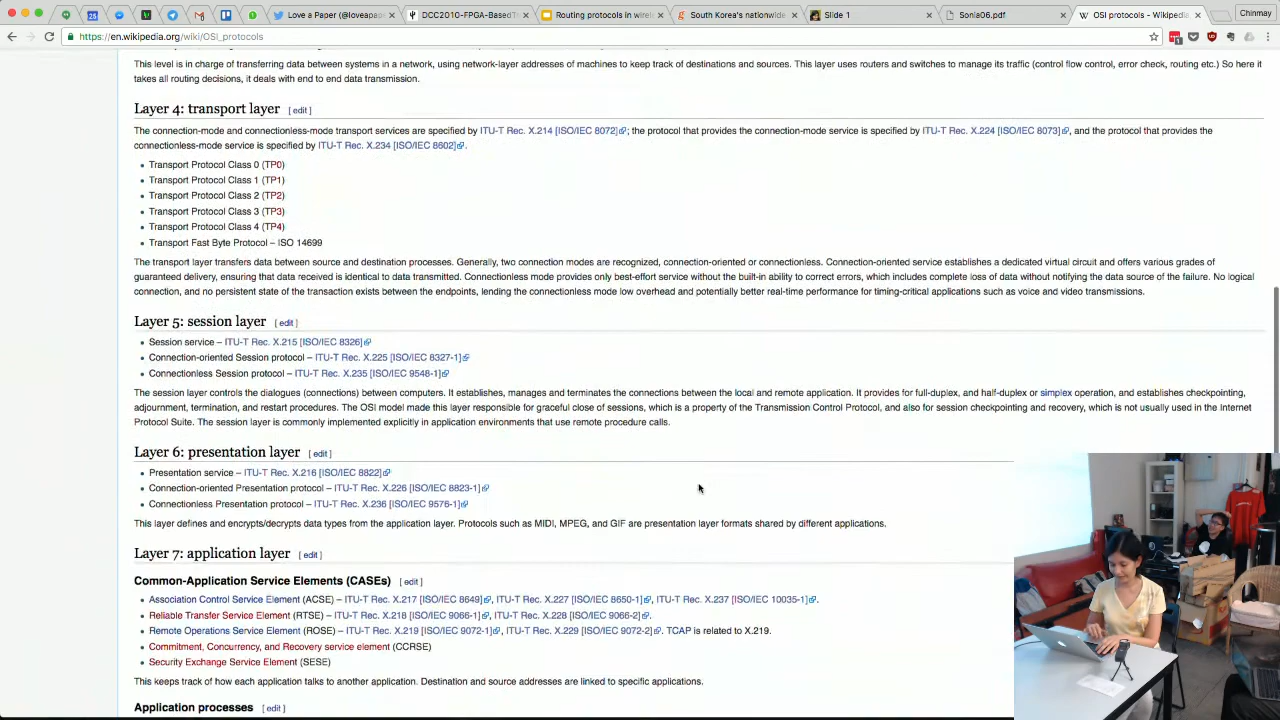 Love a Paper (@loveapap
DCC2010-FPGA-BasedTr
Routing protocols in wirel
South Korea's nationwide
Slide 1
Sonia06.pdf
OSI protocols - Wikipedia
Chinmay
https://en.wikipedia.org/wiki/OSI_protocols
This level is in charge of transferring data between systems in a network, using network-layer addresses of machines to keep track of destinations and sources. This layer uses routers and switches to manage its traffic (control flow control, error check, routing etc.) So here it
takes all routing decisions, it deals with end to end data transmission.
Layer 4: transport layer [ edit ]
The connection-mode and connectionless-mode transport services are specified by ITU-T Rec. X.214 [ISO/IEC 8072]; the protocol that provides the connection-mode service is specified by ITU-T Rec. X.224 [ISO/IEC 8073], and the protocol that provides the
connectionless-mode service is specified by ITU-T Rec. X.234 [ISO/IEC 8602].
• Transport Protocol Class 0 (TP0)
• Transport Protocol Class 1 (TP1)
• Transport Protocol Class 2 (TP2)
• Transport Protocol Class 3 (TP3)
• Transport Protocol Class 4 (TP4)
• Transport Fast Byte Protocol – ISO 14699
The transport layer transfers data between source and destination processes. Generally, two connection modes are recognized, connection-oriented or connectionless. Connection-oriented service establishes a dedicated virtual circuit and offers various grades of
guaranteed delivery, ensuring that data received is identical to data transmitted. Connectionless mode provides only best-effort service without the built-in ability to correct errors, which includes complete loss of data without notifying the data source of the failure. No logical
connection, and no persistent state of the transaction exists between the endpoints, lending the connectionless mode low overhead and potentially better real-time performance for timing-critical applications such as voice and video transmissions.
Layer 5: session layer [ edit ]
• Session service – ITU-T Rec. X.215 [ISO/IEC 8326]
• Connection-oriented Session protocol – ITU-T Rec. X.225 [ISO/IEC 8327-1]
• Connectionless Session protocol – ITU-T Rec. X.235 [ISO/IEC 9548-1]
The session layer controls the dialogues (connections) between computers. It establishes, manages and terminates the connections between the local and remote application. It provides for full-duplex, and half-duplex or simplex operation, and establishes checkpointing,
adjournment, termination, and restart procedures. The OSI model made this layer responsible for graceful close of sessions, which is a property of the Transmission Control Protocol, and also for session checkpointing and recovery, which is not usually used in the Internet
Protocol Suite. The session layer is commonly implemented explicitly in application environments that use remote procedure calls.
Layer 6: presentation layer [ edit ]
• Presentation service – ITU-T Rec. X.216 [ISO/IEC 8822]
• Connection-oriented Presentation protocol – ITU-T Rec. X.226 [ISO/IEC 8823-1]
• Connectionless Presentation protocol – ITU-T Rec. X.236 [ISO/IEC 9576-1]
This layer defines and encrypts/decrypts data types from the application layer. Protocols such as MIDI, MPEG, and GIF are presentation layer formats shared by different applications.
Layer 7: application layer [ edit ]
Common-Application Service Elements (CASEs) [ edit ]
• Association Control Service Element (ACSE) – ITU-T Rec. X.217 [ISO/IEC 8649], ITU-T Rec. X.227 [ISO/IEC 8650-1], ITU-T Rec. X.237 [ISO/IEC 10035-1].
• Reliable Transfer Service Element (RTSE) – ITU-T Rec. X.218 [ISO/IEC 9066-1], ITU-T Rec. X.228 [ISO/IEC 9066-2].
• Remote Operations Service Element (ROSE) – ITU-T Rec. X.219 [ISO/IEC 9072-1], ITU-T Rec. X.229 [ISO/IEC 9072-2]. TCAP is related to X.219.
• Commitment, Concurrency, and Recovery service element (CCRSE)
• Security Exchange Service Element (SESE)
This keeps track of how each application talks to another application. Destination and source addresses are linked to specific applications.
Application processes [ edit ]